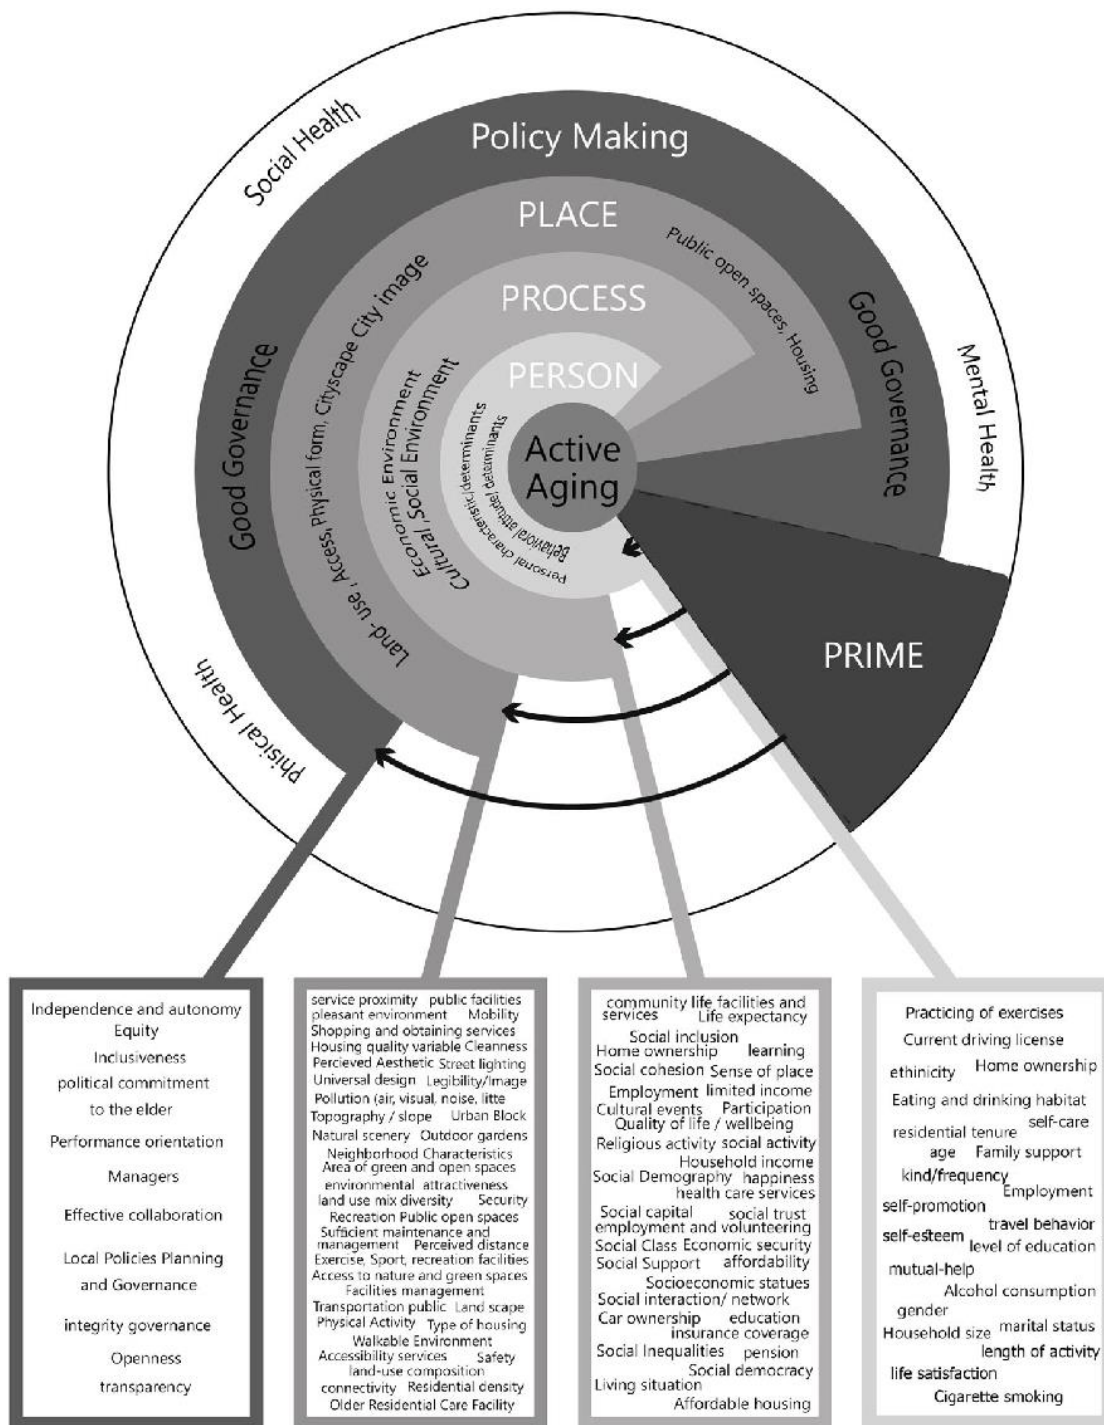 Social Health
Policy Making
PLACE
Public open spaces, Housing
PROCESS
PERSON
Active
Aging
Good Governance
Good Governance
Mental Health
Land- use, Access, Physical form, Cityscape City image
Economic Environment
Cultural, Social Environment
Personal characteristic/determinants
Behavioral attitude/ determinants
PRIME
Phisical Health
Independence and autonomy
Equity
Inclusiveness
political commitment
to the elder
Performance orientation
Managers
Effective collaboration
Local Policies Planning
and Governance
integrity governance
Openness
transparency
service proximity public facilities
pleasant environment Mobility
Shopping and obtaining services
Housing quality variable Cleanness
Percieved Aesthetic Street lighting
Universal design Legibility/Image
Pollution (air, visual, noise, litte
Topography / slope Urban Block
Natural scenery Outdoor gardens
Neighborhood Characteristics
Area of green and open spaces
environmental attractiveness
land use mix diversity Security
Recreation Public open spaces
Sufficient maintenance and
management Perceived distance
Exercise, Sport, recreation facilities
Access to nature and green spaces
Facilities management
Transportation public Land scape
Physical Activity Type of housing
Walkable Environment
Accessibility services Safety
land-use composition
connectivity Residential density
Older Residential Care Facility
community life facilities and
services Life expectancy
Social inclusion
Home ownership learning
Social cohesion Sense of place
Employment limited income
Cultural events Participation
Quality of life / wellbeing
Religious activity social activity
Household income
Social Demography happiness
health care services
Social capital social trust
employment and volunteering
Social Class Economic security
Social Support affordability
Socioeconomic statues
Social interaction/ network
Car ownership education
insurance coverage
Social Inequalities pension
Social democracy
Living situation
Affordable housing
Practicing of exercises
Current driving license
ethinicity Home ownership
Eating and drinking habitat
residential tenure self-care
age Family support
kind/frequency
Employment
self-promotion
travel behavior
self-esteem level of education
mutual-help
Alcohol consumption
gender
Household size marital status
length of activity
life satisfaction
Cigarette smoking